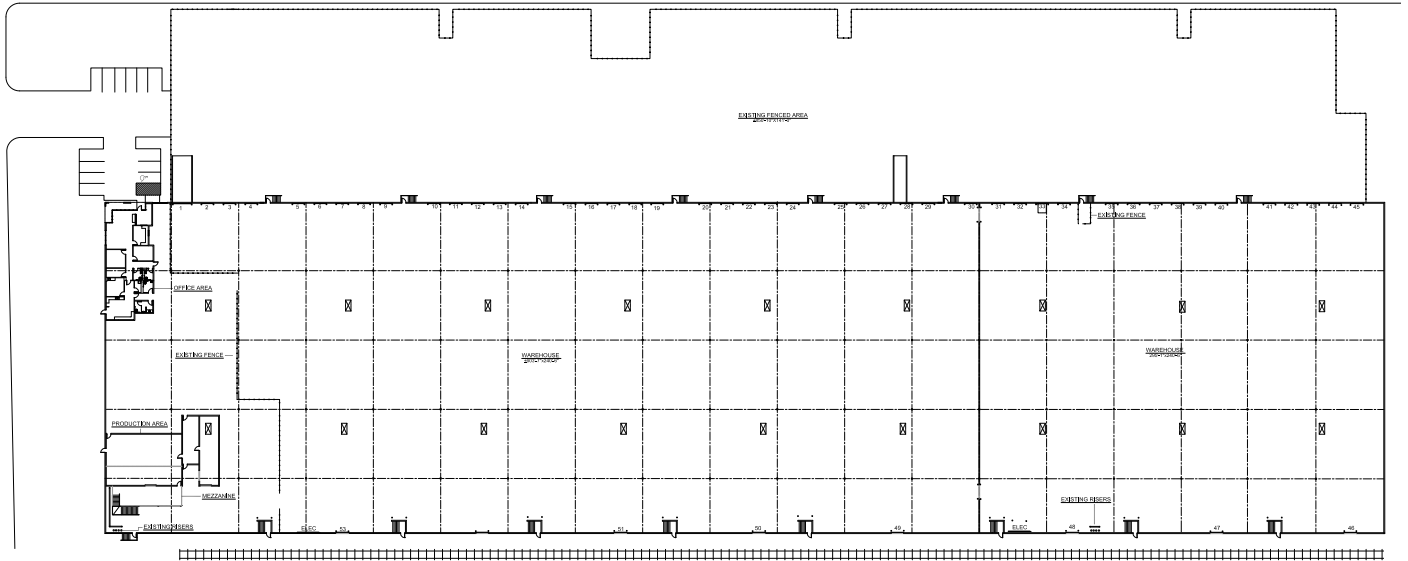 EXISTING FENCED AREA
1 2 3 4 5 6 7 8 9 10 11 12 13 14 15 16 17 18 19 20 21 22 23 24 25 26 27 28 29 30 31 32 33 34 35 36 37 38 39 40 41 42 43 44 45
EXISTING FENCE
OFFICE AREA
EXISTING FENCE
WAREHOUSE
WAREHOUSE
PRODUCTION AREA
MEZZANINE
EXISTING RISERS
EXISTING RISERS
ELEC
53
51
50
49
ELEC
48
47
46